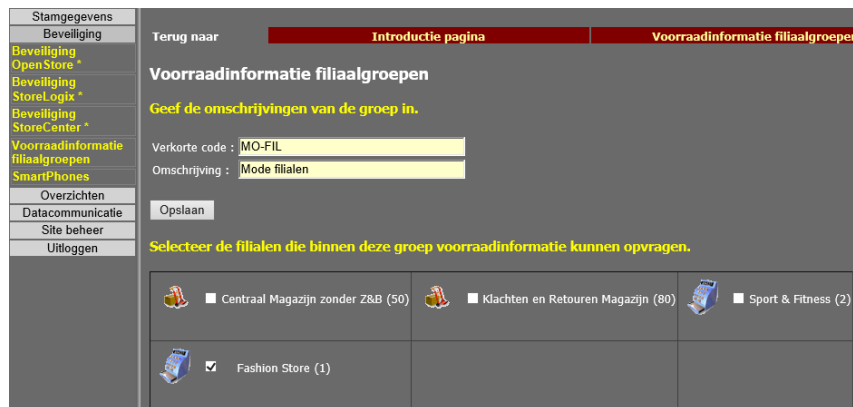 Stamgegevens
Beveiliging
Beveiliging
OpenStore *
Beveiliging
StoreLogix *
Beveiliging
StoreCenter *
Voorraadinformatie
filiaalgroepen
SmartPhones
Overzichten
Datacommunicatie
Site beheer
Uitloggen
Terug naar Introductie pagina Voorraadinformatie filiaalgroepen
Voorraadinformatie filiaalgroepen
Geef de omschrijvingen van de groep in.
Verkorte code : MO-FIL
Omschrijving : Mode filialen
Opslaan
Selecteer de filialen die binnen deze groep voorraadinformatie kunnen opvragen.
Centraal Magazijn zonder Z&B (50) Klachten en Retouren Magazijn (80) Sport & Fitness (2)
Fashion Store (1)